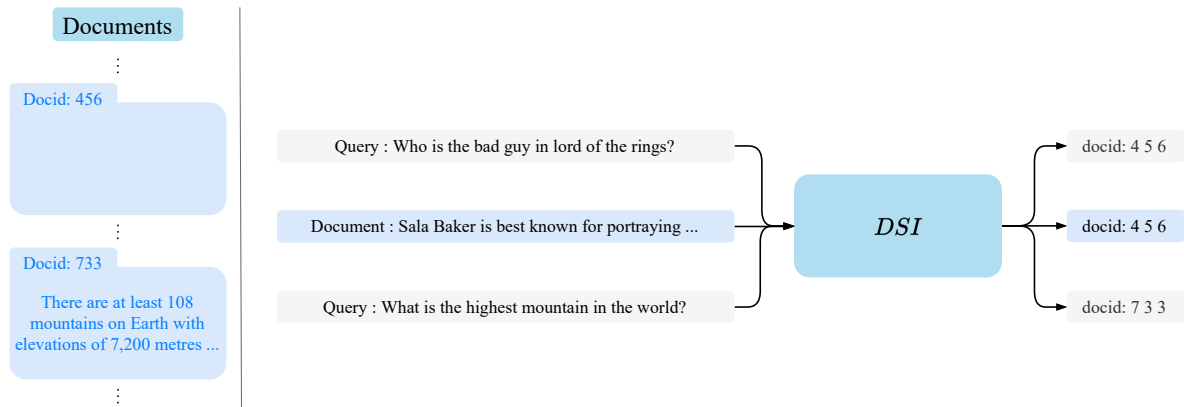 Documents
⋮
Docid: 456
⋮
Docid: 733
There are at least 108
mountains on Earth with
elevations of 7,200 metres ...
⋮
Query : Who is the bad guy in lord of the rings?
Document : Sala Baker is best known for portraying ...
Query : What is the highest mountain in the world?
DSI
docid: 4 5 6
docid: 4 5 6
docid: 7 3 3